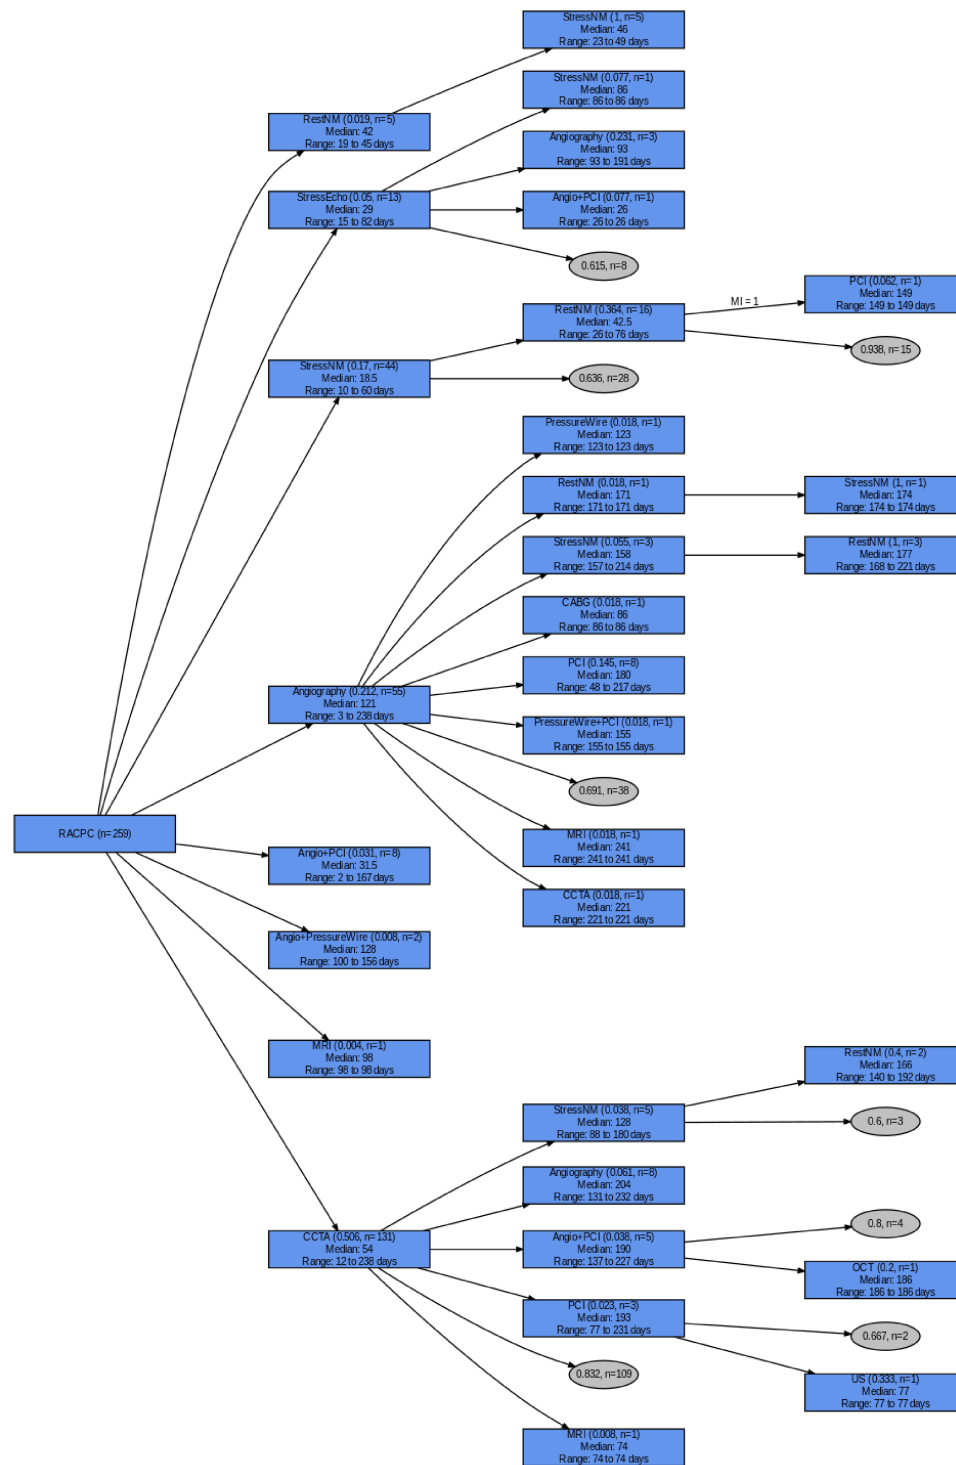 StressNM (1, n=5)
Median: 46
Range: 23 to 49 days
StressNM (0.077, n=1)
Median: 86
Range: 86 to 86 days
RestNM (0.019, n=5)
Median: 42
Range: 19 to 45 days
Angiography (0.231, n=3)
Median: 93
Range: 93 to 191 days
StressEcho (0.05, n=13)
Median: 29
Range: 15 to 82 days
Angio+PCI (0.077, n=1)
Median: 26
Range: 26 to 26 days
0.615, n=8
PCI (0.062, n=1)
Median: 149
Range: 149 to 149 days
MI = 1
RestNM (0.364, n=16)
Median: 42.5
Range: 26 to 76 days
0.938, n=15
StressNM (0.17, n=44)
Median: 18.5
Range: 10 to 60 days
0.636, n=28
PressureWire (0.018, n=1)
Median: 123
Range: 123 to 123 days
RestNM (0.018, n=1)
Median: 171
Range: 171 to 171 days
StressNM (1, n=1)
Median: 174
Range: 174 to 174 days
StressNM (0.055, n=3)
Median: 158
Range: 157 to 214 days
RestNM (1, n=3)
Median: 177
Range: 168 to 221 days
CABG (0.018, n=1)
Median: 86
Range: 86 to 86 days
PCI (0.145, n=8)
Median: 180
Range: 48 to 217 days
Angiography (0.212, n=55)
Median: 121
Range: 3 to 238 days
PressureWire+PCI (0.018, n=1)
Median: 155
Range: 155 to 155 days
0.691, n=38
RACPC (n=259)
MRI (0.018, n=1)
Median: 241
Range: 241 to 241 days
Angio+PCI (0.031, n=8)
Median: 31.5
Range: 2 to 167 days
CCTA (0.018, n=1)
Median: 221
Range: 221 to 221 days
Angio+PressureWire (0.008, n=2)
Median: 128
Range: 100 to 156 days
MRI (0.004, n=1)
Median: 98
Range: 98 to 98 days
RestNM (0.4, n=2)
Median: 166
Range: 140 to 192 days
StressNM (0.038, n=5)
Median: 128
Range: 88 to 180 days
0.6, n=3
Angiography (0.061, n=8)
Median: 204
Range: 131 to 232 days
0.8, n=4
CCTA (0.506, n=131)
Median: 54
Range: 12 to 238 days
Angio+PCI (0.038, n=5)
Median: 190
Range: 137 to 227 days
OCT (0.2, n=1)
Median: 186
Range: 186 to 186 days
PCI (0.023, n=3)
Median: 193
Range: 77 to 231 days
0.667, n=2
0.832, n=109
US (0.333, n=1)
Median: 77
Range: 77 to 77 days
MRI (0.008, n=1)
Median: 74
Range: 74 to 74 days